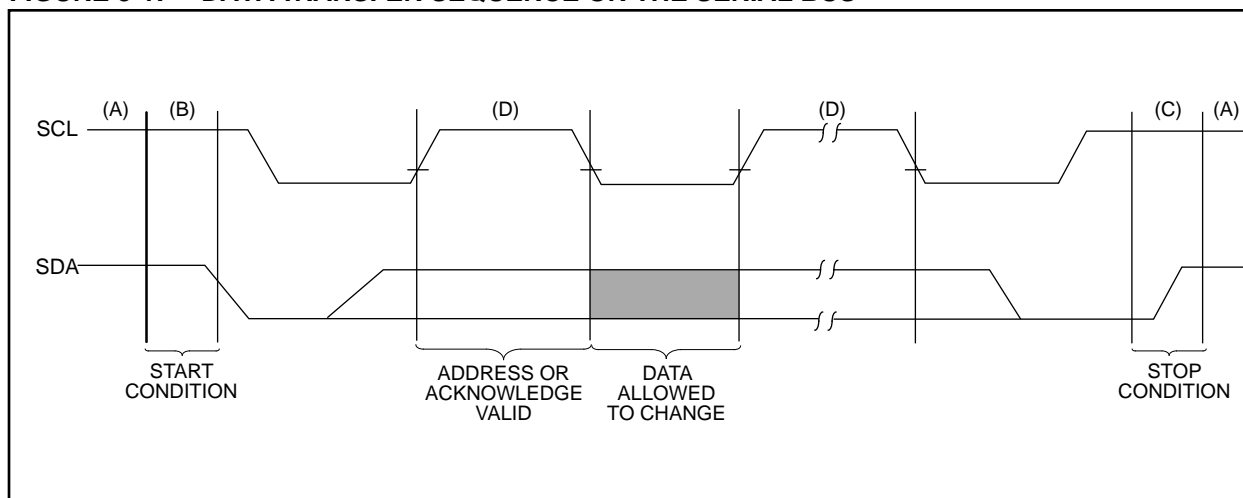 (A) (B) (D) (D) (C) (A)
SCL
SDA
START
CONDITION
ADDRESS OR
ACKNOWLEDGE
VALID
DATA
ALLOWED
TO CHANGE
STOP
CONDITION